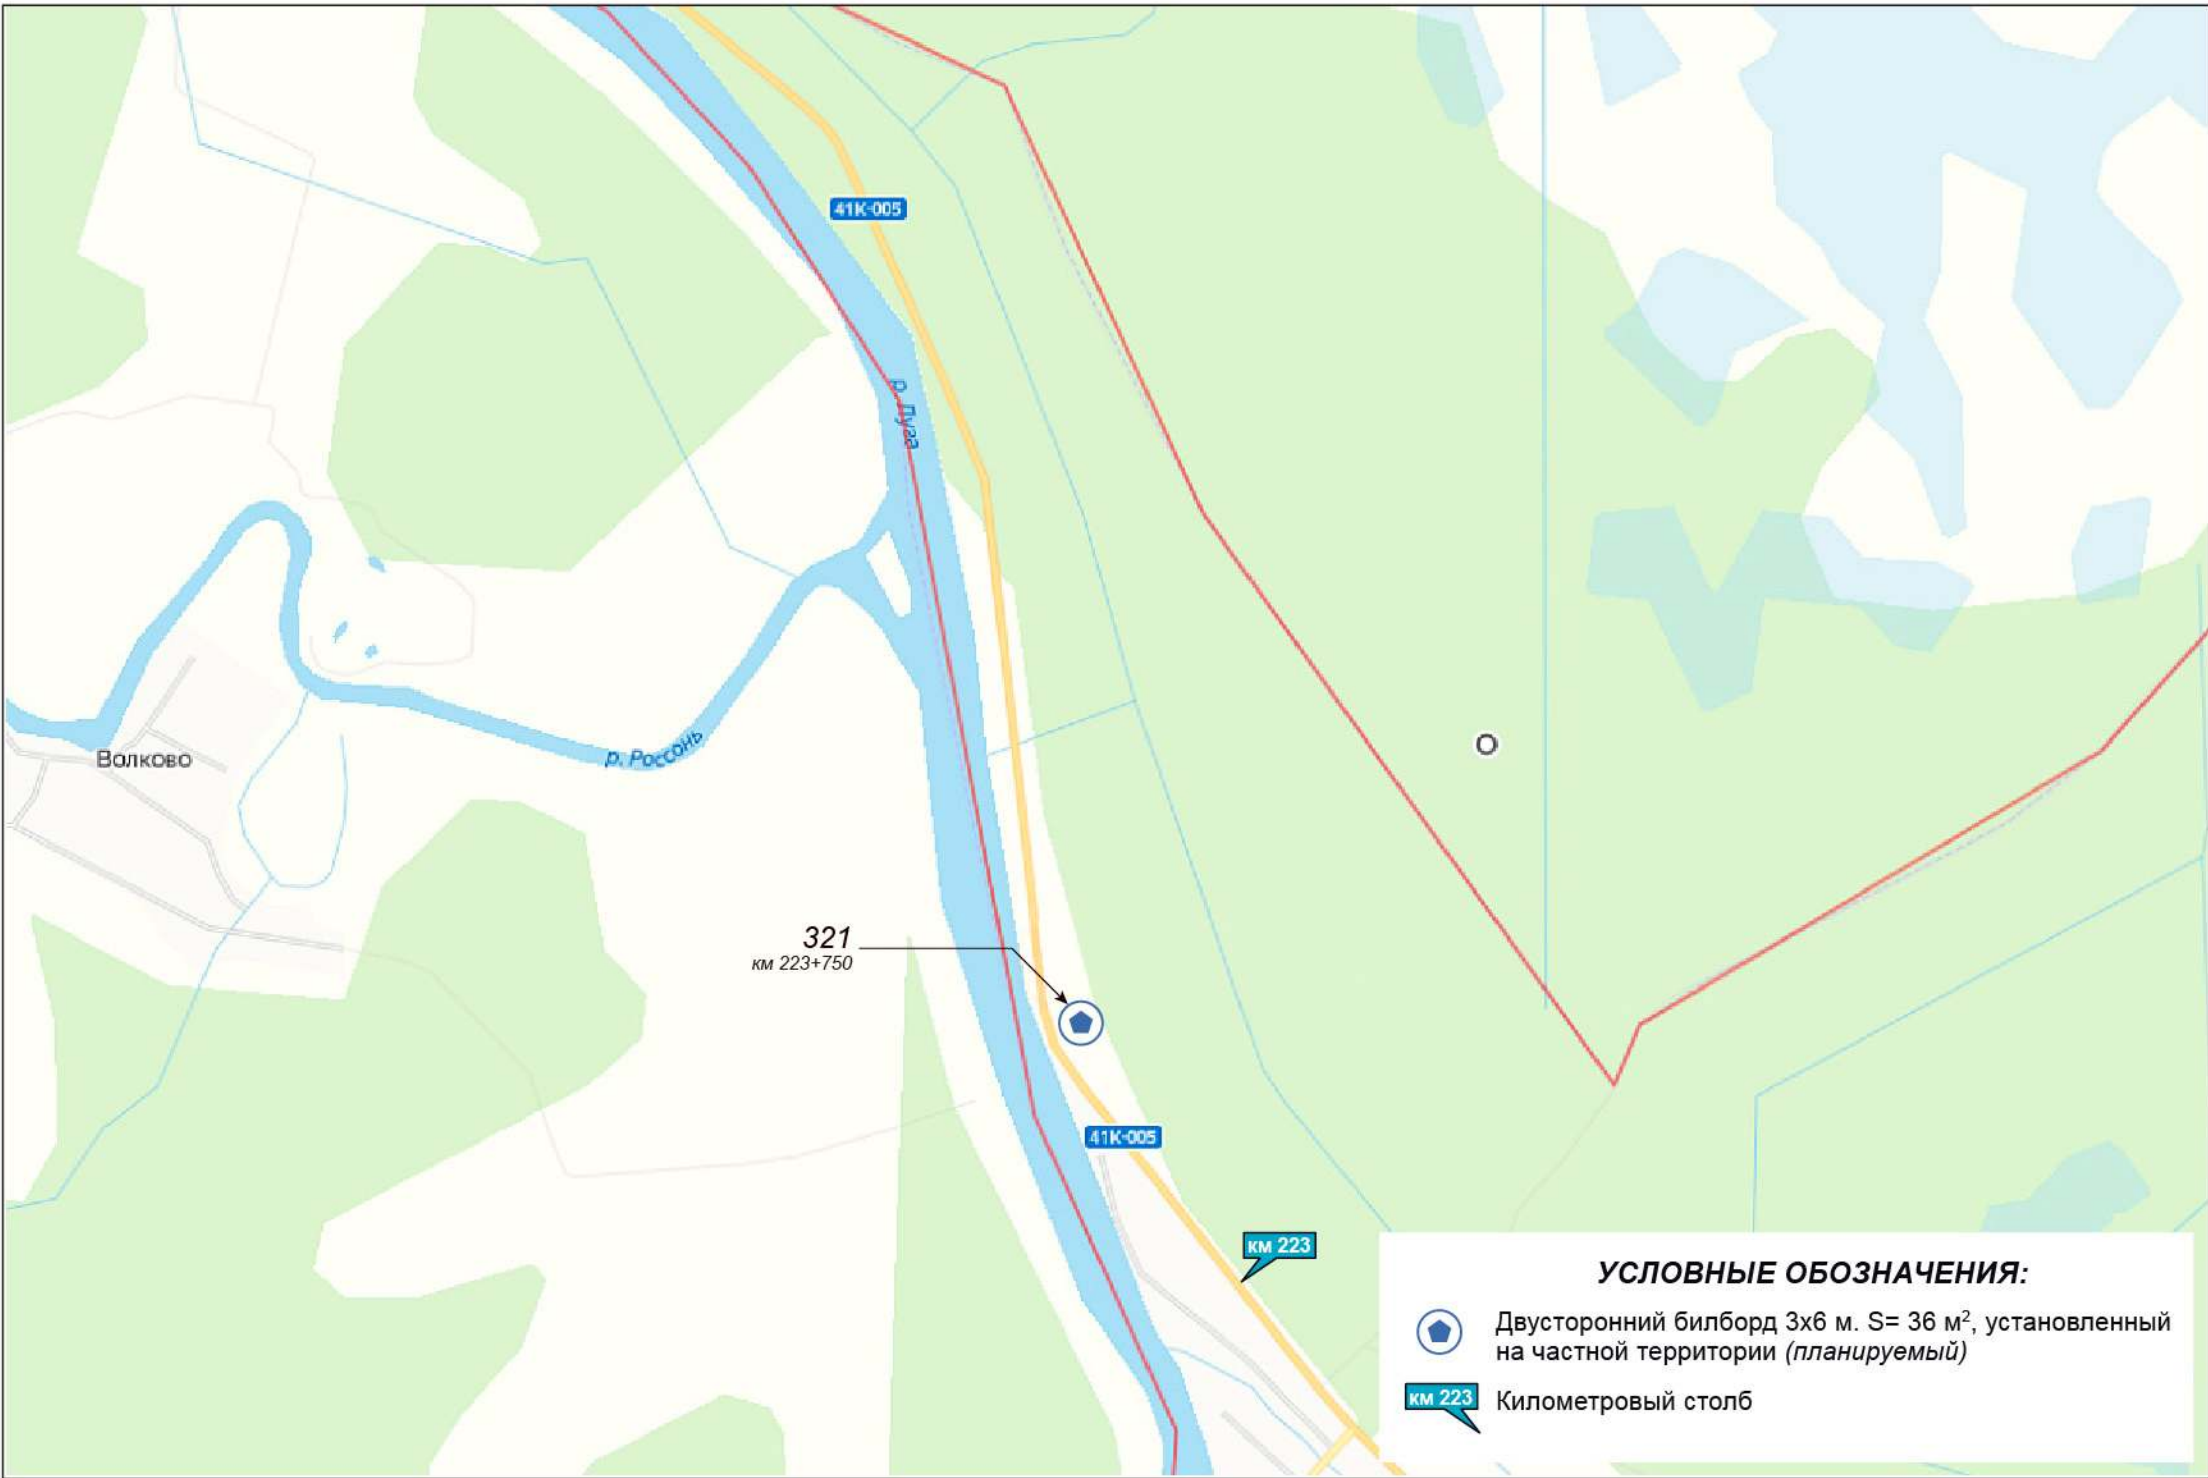 41К-005
р. Луга
р. Россонь
Волково
О
321
км 223+750
41К-005
км 223
УСЛОВНЫЕ ОБОЗНАЧЕНИЯ:
Двусторонний билборд 3х6 м. S= 36 м², установленный
на частной территории (планируемый)
км 223 Километровый столб